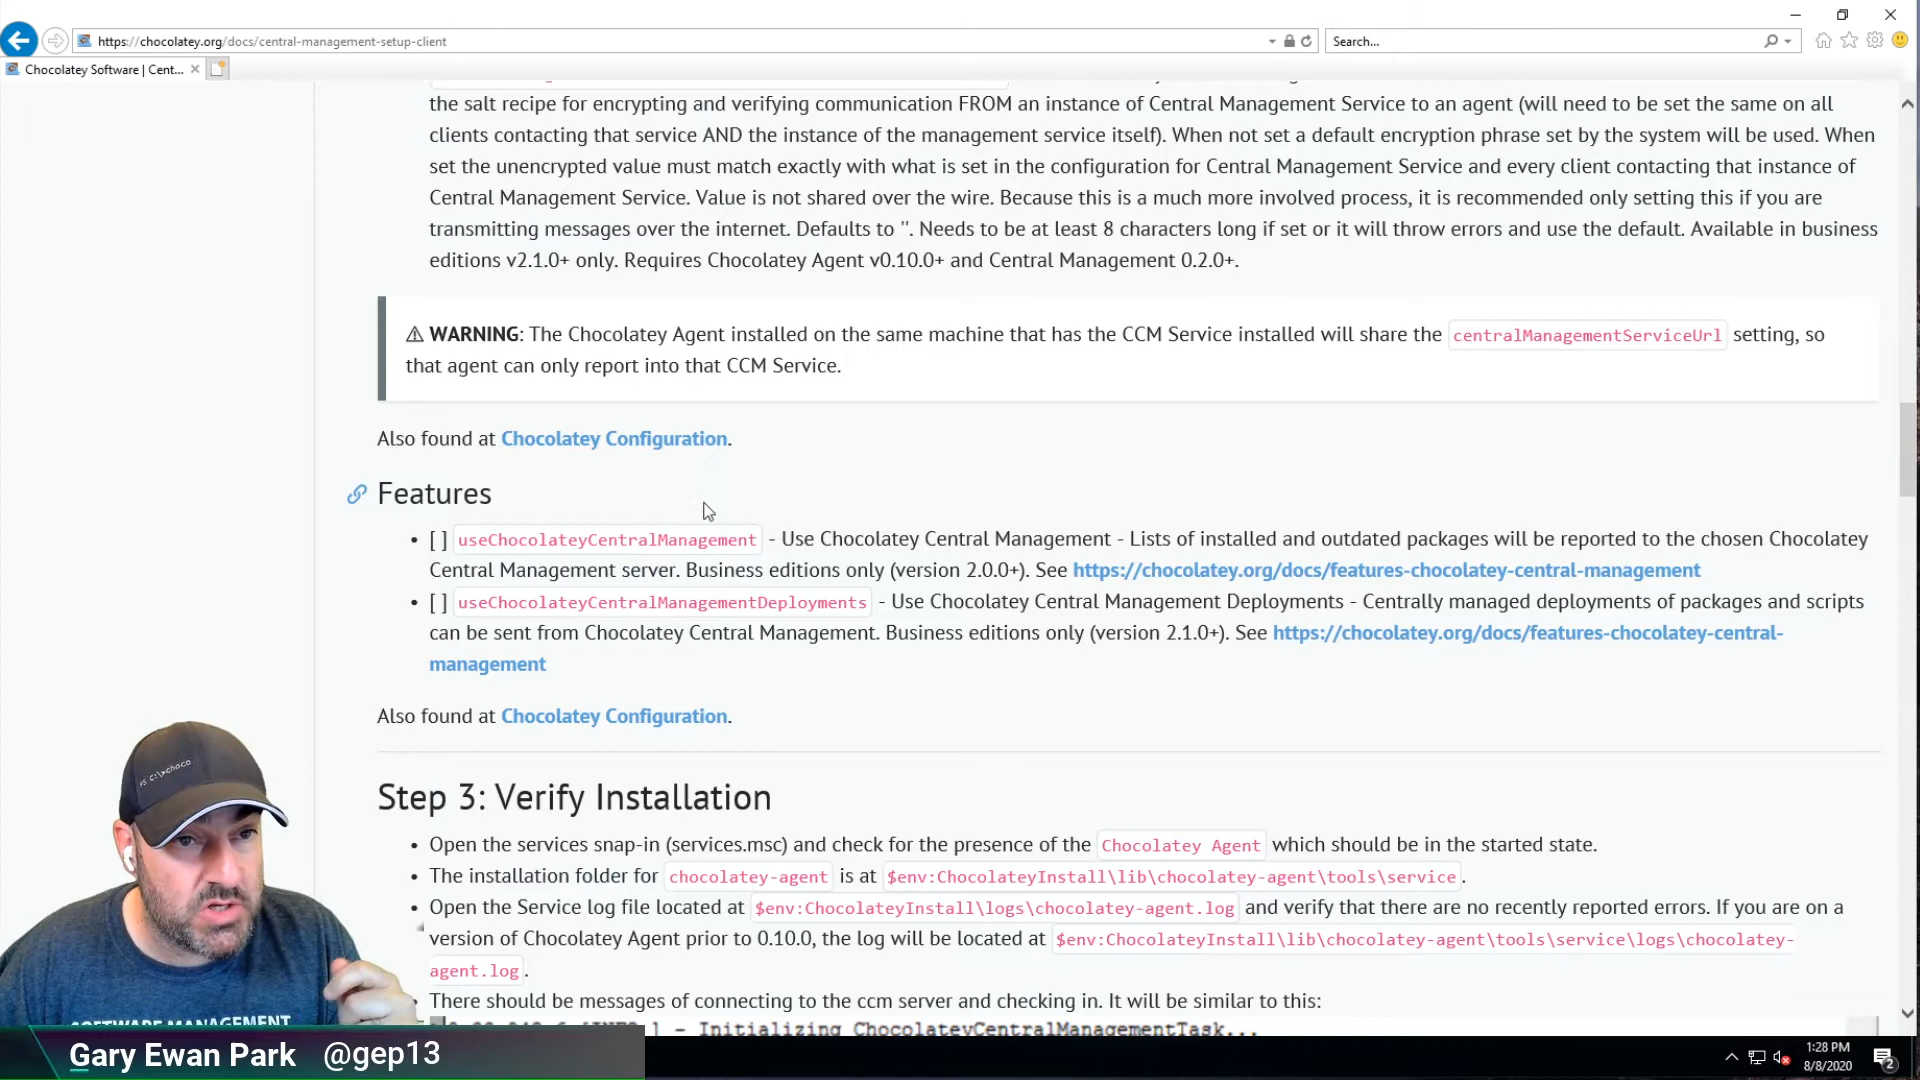 https://chocolatey.org/docs/central-management-setup-client
Search...
Chocolatey Software | Cent...
the salt recipe for encrypting and verifying communication FROM an instance of Central Management Service to an agent (will need to be set the same on all
clients contacting that service AND the instance of the management service itself). When not set a default encryption phrase set by the system will be used. When
set the unencrypted value must match exactly with what is set in the configuration for Central Management Service and every client contacting that instance of
Central Management Service. Value is not shared over the wire. Because this is a much more involved process, it is recommended only setting this if you are
transmitting messages over the internet. Defaults to ''. Needs to be at least 8 characters long if set or it will throw errors and use the default. Available in business
editions v2.1.0+ only. Requires Chocolatey Agent v0.10.0+ and Central Management 0.2.0+.
⚠ WARNING: The Chocolatey Agent installed on the same machine that has the CCM Service installed will share the centralManagementServiceUrl setting, so
that agent can only report into that CCM Service.
Also found at Chocolatey Configuration.
Features
• [ ] useChocolateyCentralManagement - Use Chocolatey Central Management - Lists of installed and outdated packages will be reported to the chosen Chocolatey
Central Management server. Business editions only (version 2.0.0+). See https://chocolatey.org/docs/features-chocolatey-central-management
• [ ] useChocolateyCentralManagementDeployments - Use Chocolatey Central Management Deployments - Centrally managed deployments of packages and scripts
can be sent from Chocolatey Central Management. Business editions only (version 2.1.0+). See https://chocolatey.org/docs/features-chocolatey-central-
management
Also found at Chocolatey Configuration.
Step 3: Verify Installation
• Open the services snap-in (services.msc) and check for the presence of the Chocolatey Agent which should be in the started state.
• The installation folder for chocolatey-agent is at $env:ChocolateyInstall\lib\chocolatey-agent\tools\service.
• Open the Service log file located at $env:ChocolateyInstall\logs\chocolatey-agent.log and verify that there are no recently reported errors. If you are on a
version of Chocolatey Agent prior to 0.10.0, the log will be located at $env:ChocolateyInstall\lib\chocolatey-agent\tools\service\logs\chocolatey-
agent.log.
There should be messages of connecting to the ccm server and checking in. It will be similar to this:
- Initializing ChocolateyCentralManagementTask...
PS C:\>choco
SOFTWARE MANAGEMENT
Gary Ewan Park @gep13
1:28 PM
8/8/2020
2